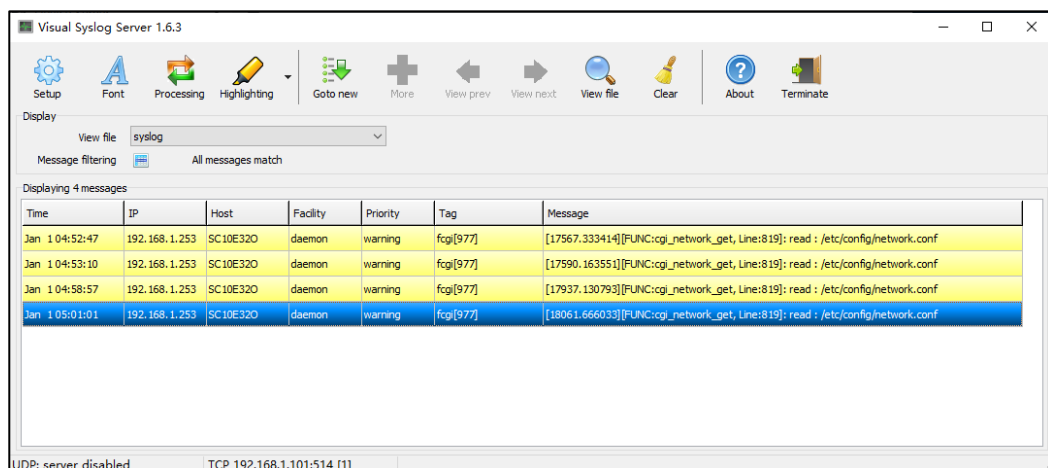 Visual Syslog Server 1.6.3
Setup Font Processing Highlighting Goto new More View prev View next View file Clear About Terminate
Display
View file syslog
Message filtering All messages match
Displaying 4 messages
Time IP Host Facility Priority Tag Message
Jan 1 04:52:47 192.168.1.253 SC10E32O daemon warning fcgi[977] [17567.333414][FUNC:cgi_network_get, Line:819]: read : /etc/config/network.conf
Jan 1 04:53:10 192.168.1.253 SC10E32O daemon warning fcgi[977] [17590.163551][FUNC:cgi_network_get, Line:819]: read : /etc/config/network.conf
Jan 1 04:58:57 192.168.1.253 SC10E32O daemon warning fcgi[977] [17937.130793][FUNC:cgi_network_get, Line:819]: read : /etc/config/network.conf
Jan 1 05:01:01 192.168.1.253 SC10E32O daemon warning fcgi[977] [18061.666033][FUNC:cgi_network_get, Line:819]: read : /etc/config/network.conf
UDP: server disabled TCP 192.168.1.101:514 [1]